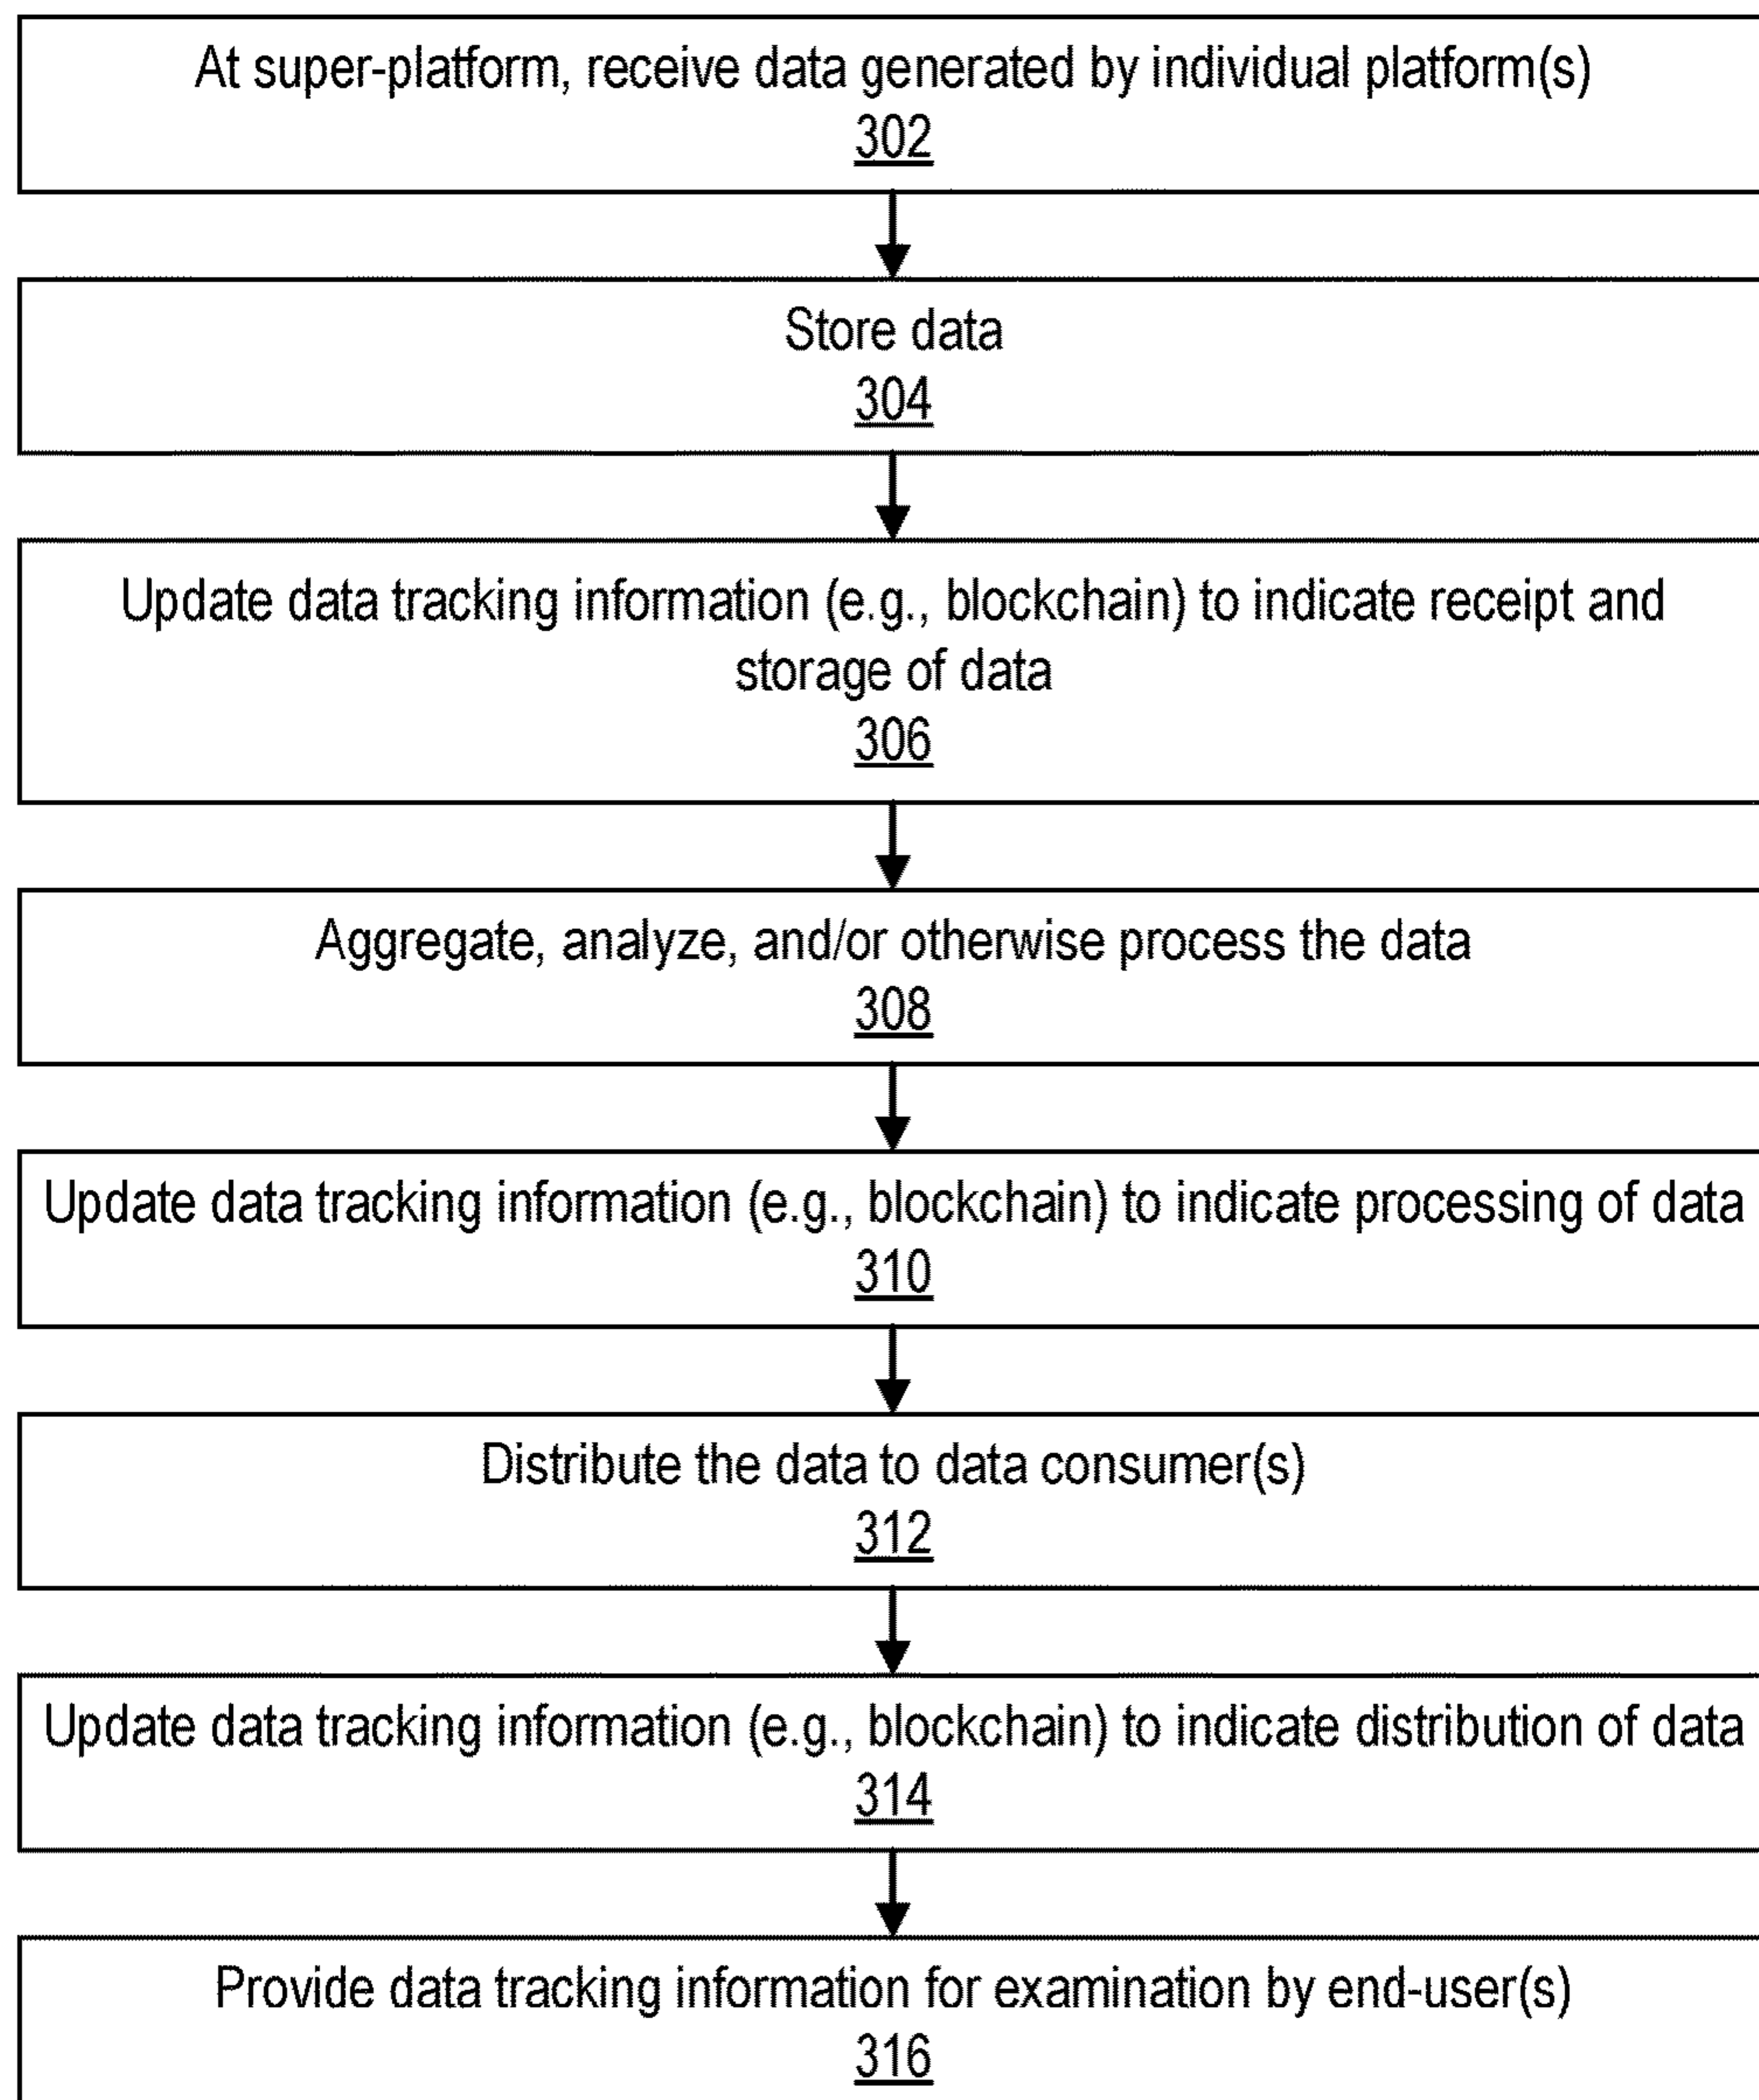 At super-platform, receive data generated by individual platform(s)
302
Store data
304
Update data tracking information (e.g., blockchain) to indicate receipt and
storage of data
306
Aggregate, analyze, and/or otherwise process the data
308
Update data tracking information (e.g., blockchain) to indicate processing of data
310
Distribute the data to data consumer(s)
312
Update data tracking information (e.g., blockchain) to indicate distribution of data
314
Provide data tracking information for examination by end-user(s)
316